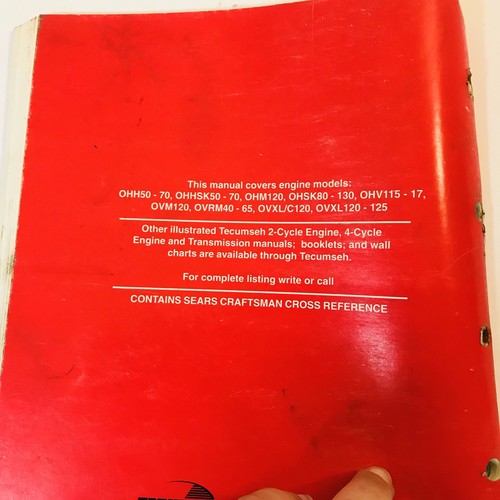 This manual covers engine models:
OHH50 - 70, OHHSK50 - 70, OHM120, OHSK80 - 130, OHV115 - 17,
OVM120, OVRM40 - 65, OVXL/C120, OVXL120 - 125
Other illustrated Tecumseh 2-Cycle Engine, 4-Cycle
Engine and Transmission manuals; booklets; and wall
charts are available through Tecumseh.
For complete listing write or call
CONTAINS SEARS CRAFTSMAN CROSS REFERENCE